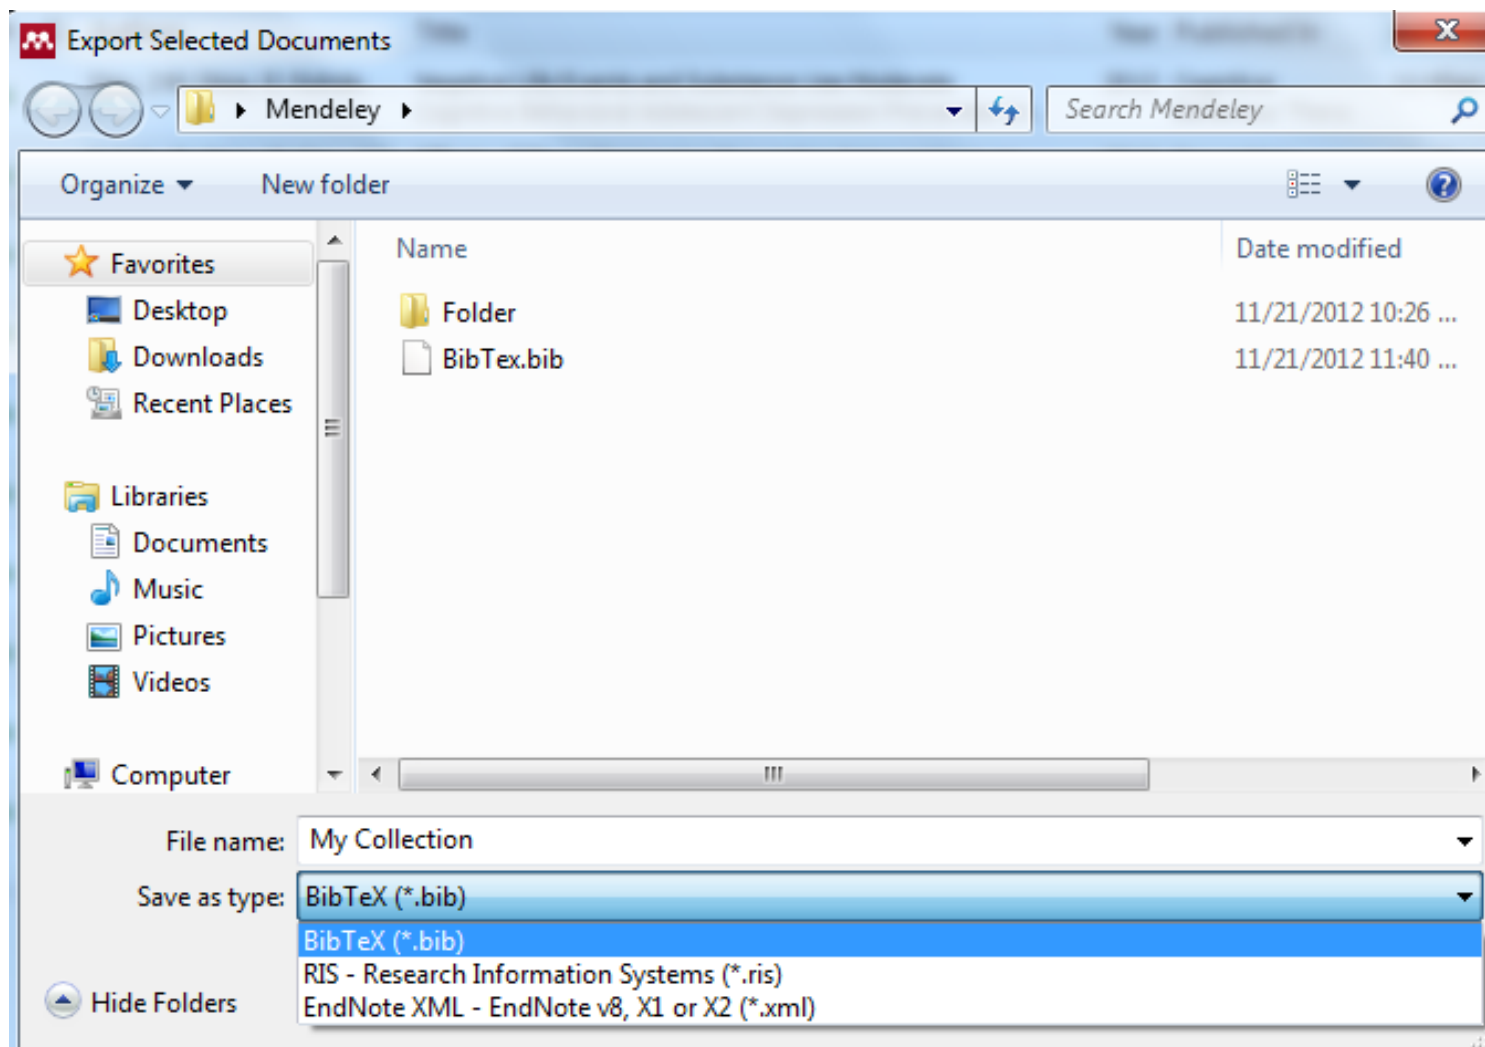 Export Selected Documents
Mendeley
Search Mendeley
Organize
New folder
Name
Date modified
Favorites
Desktop
Downloads
Recent Places
Libraries
Documents
Music
Pictures
Videos
Computer
Folder
11/21/2012 10:26 ...
BibTex.bib
11/21/2012 11:40 ...
File name: My Collection
Save as type: BibTeX (*.bib)
BibTeX (*.bib)
RIS - Research Information Systems (*.ris)
EndNote XML - EndNote v8, X1 or X2 (*.xml)
Hide Folders